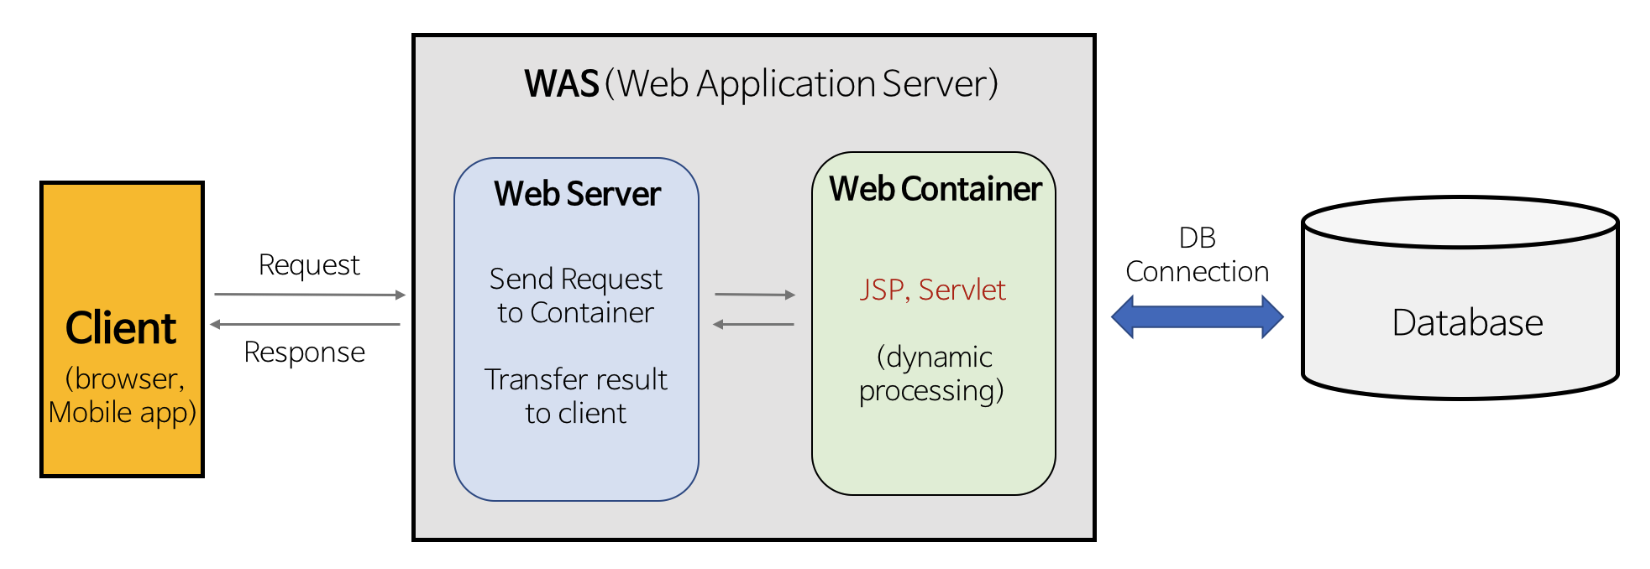 WAS(Web Application Server)
Client
(browser,
Mobile app)
Request
Response
Web Server
Send Request
to Container
Transfer result
to client
Web Container
JSP, Servlet
(dynamic
processing)
DB
Connection
Database